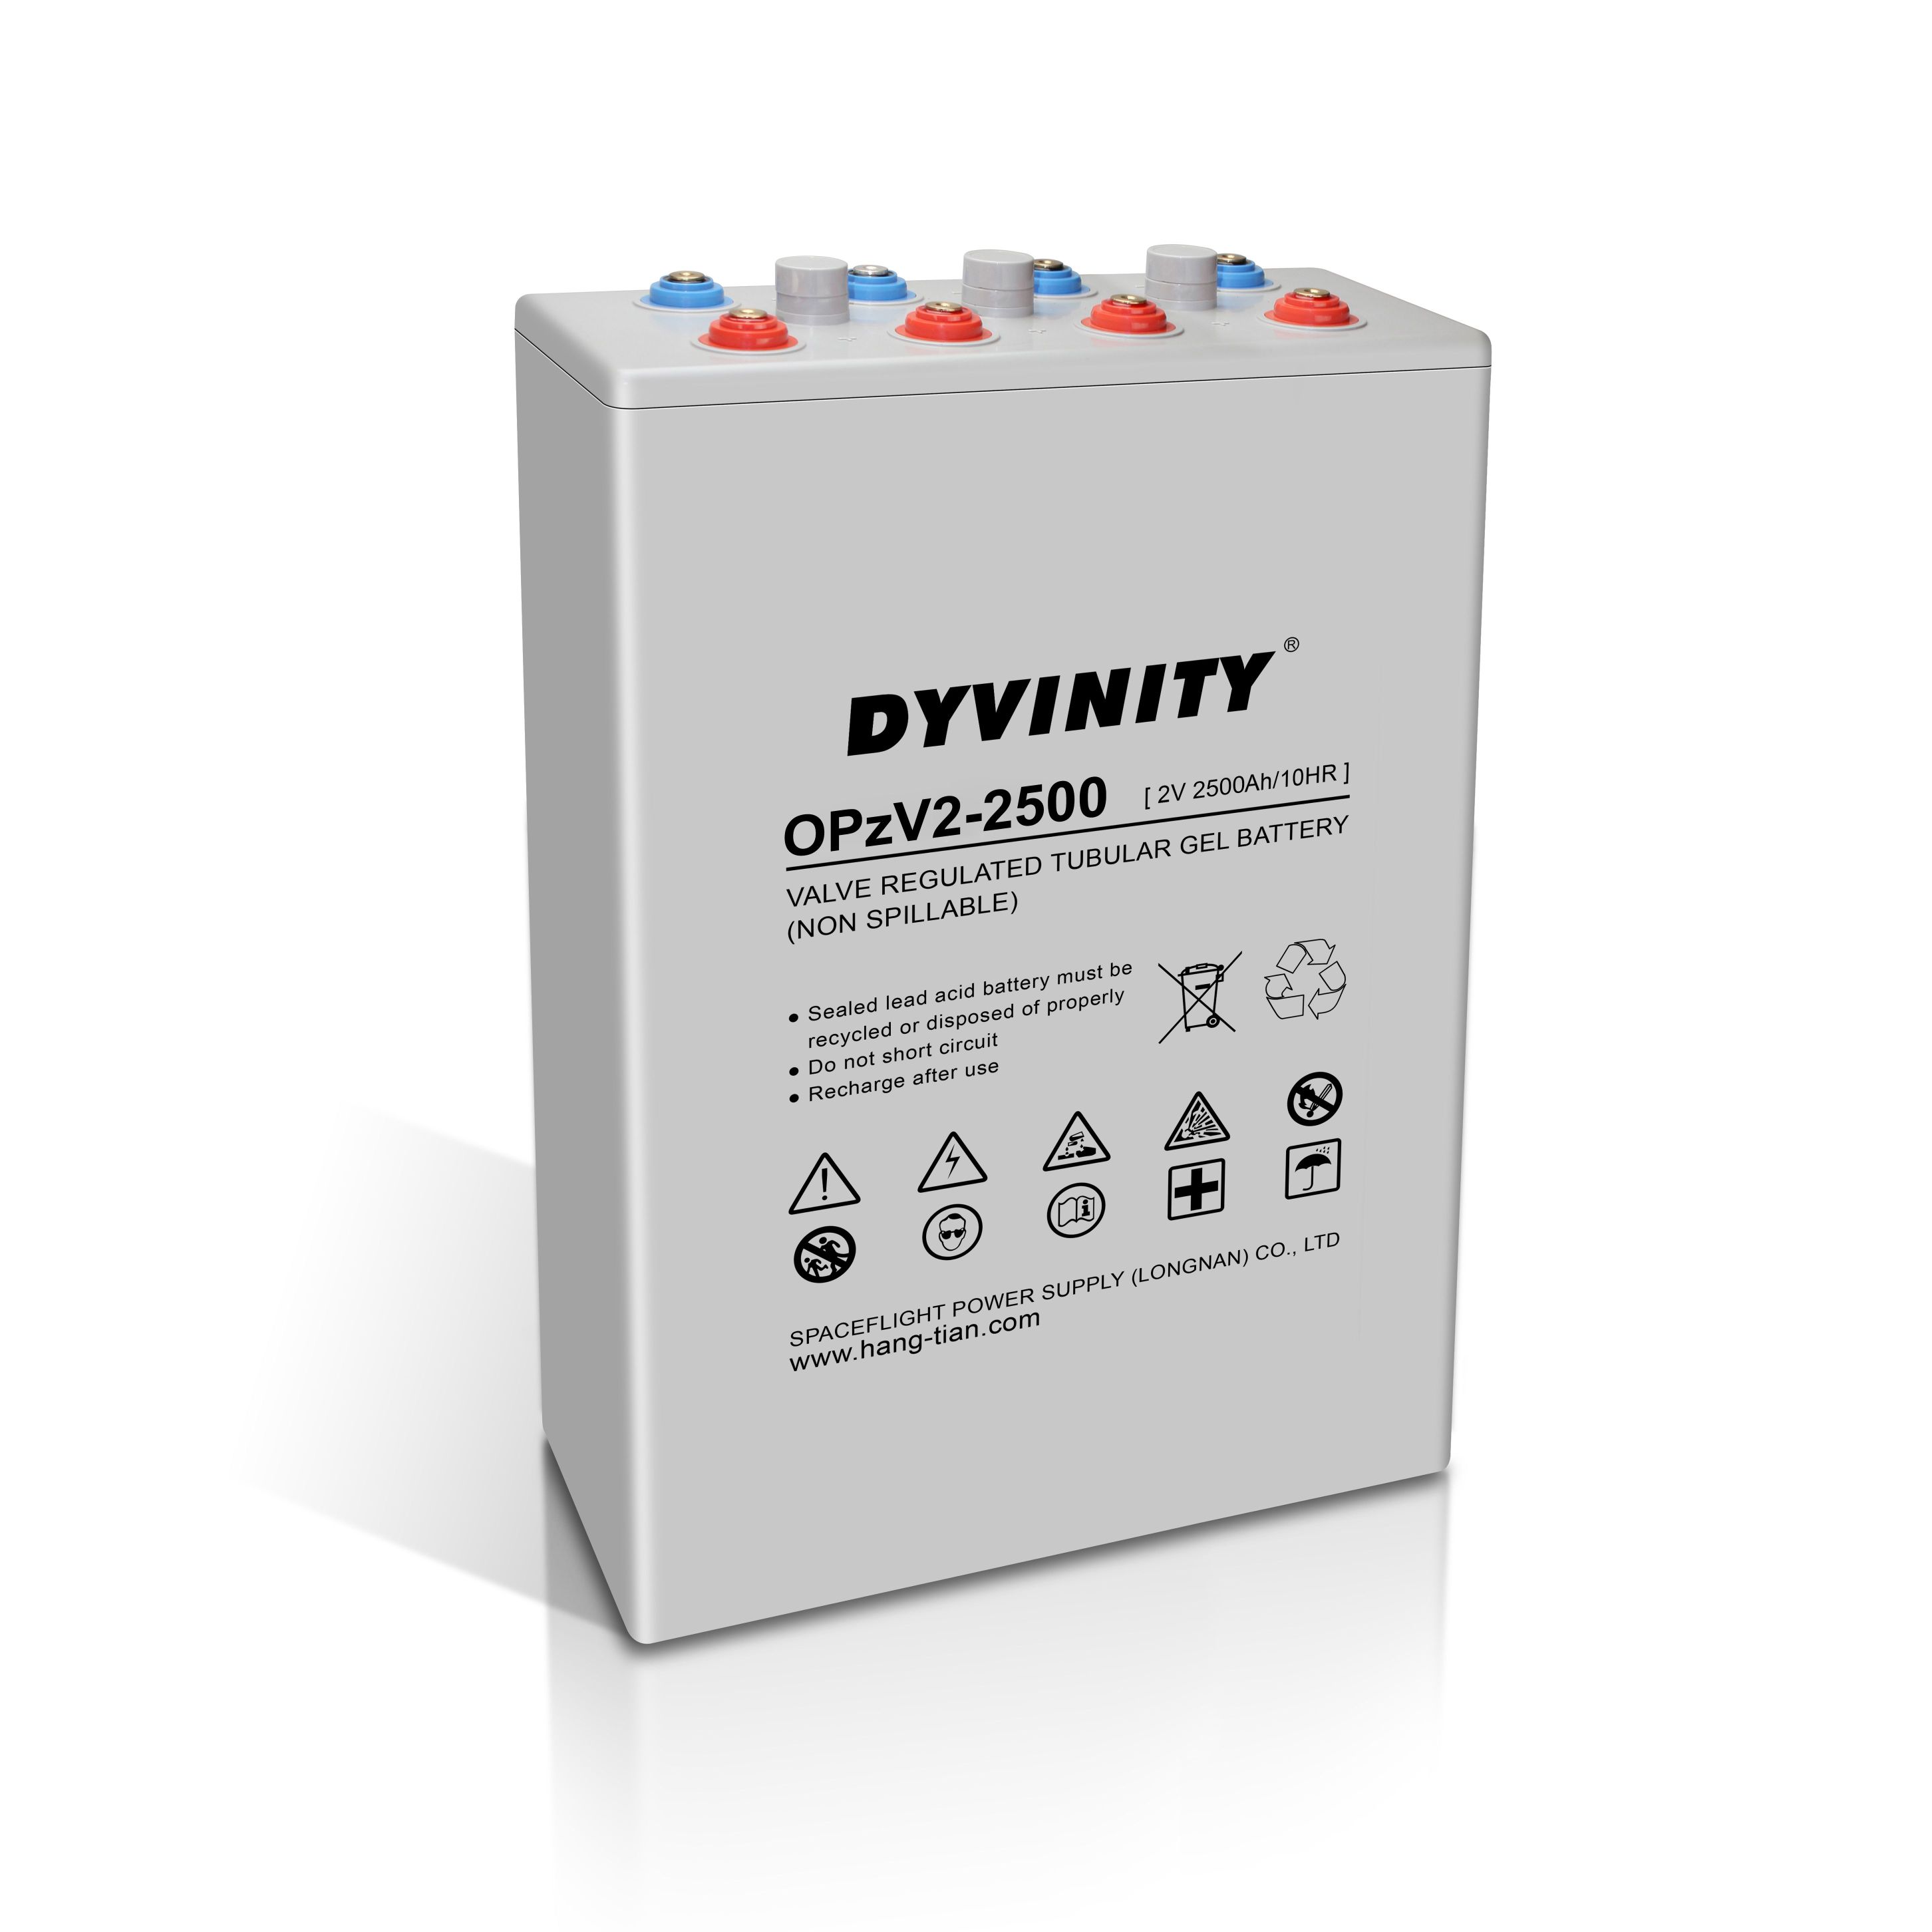 DYVINITY®
OPzV2-2500 [ 2V 2500Ah/10HR ]
VALVE REGULATED TUBULAR GEL BATTERY
(NON SPILLABLE)
• Sealed lead acid battery must be
recycled or disposed of properly
• Do not short circuit
• Recharge after use
SPACEFLIGHT POWER SUPPLY (LONGNAN) CO., LTD
www.hang-tian.com